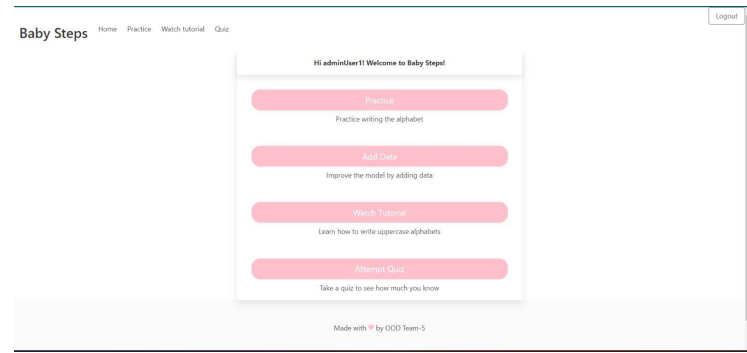 Logout
Baby Steps Home Practice Watch tutorial Quiz
Hi adminUser1! Welcome to Baby Steps!
Practice
Practice writing the alphabet
Add Data
Improve the model by adding data
Watch Tutorial
Learn how to write uppercase alphabets
Attempt Quiz
Take a quiz to see how much you know
Made with 💗 by OOD Team-5